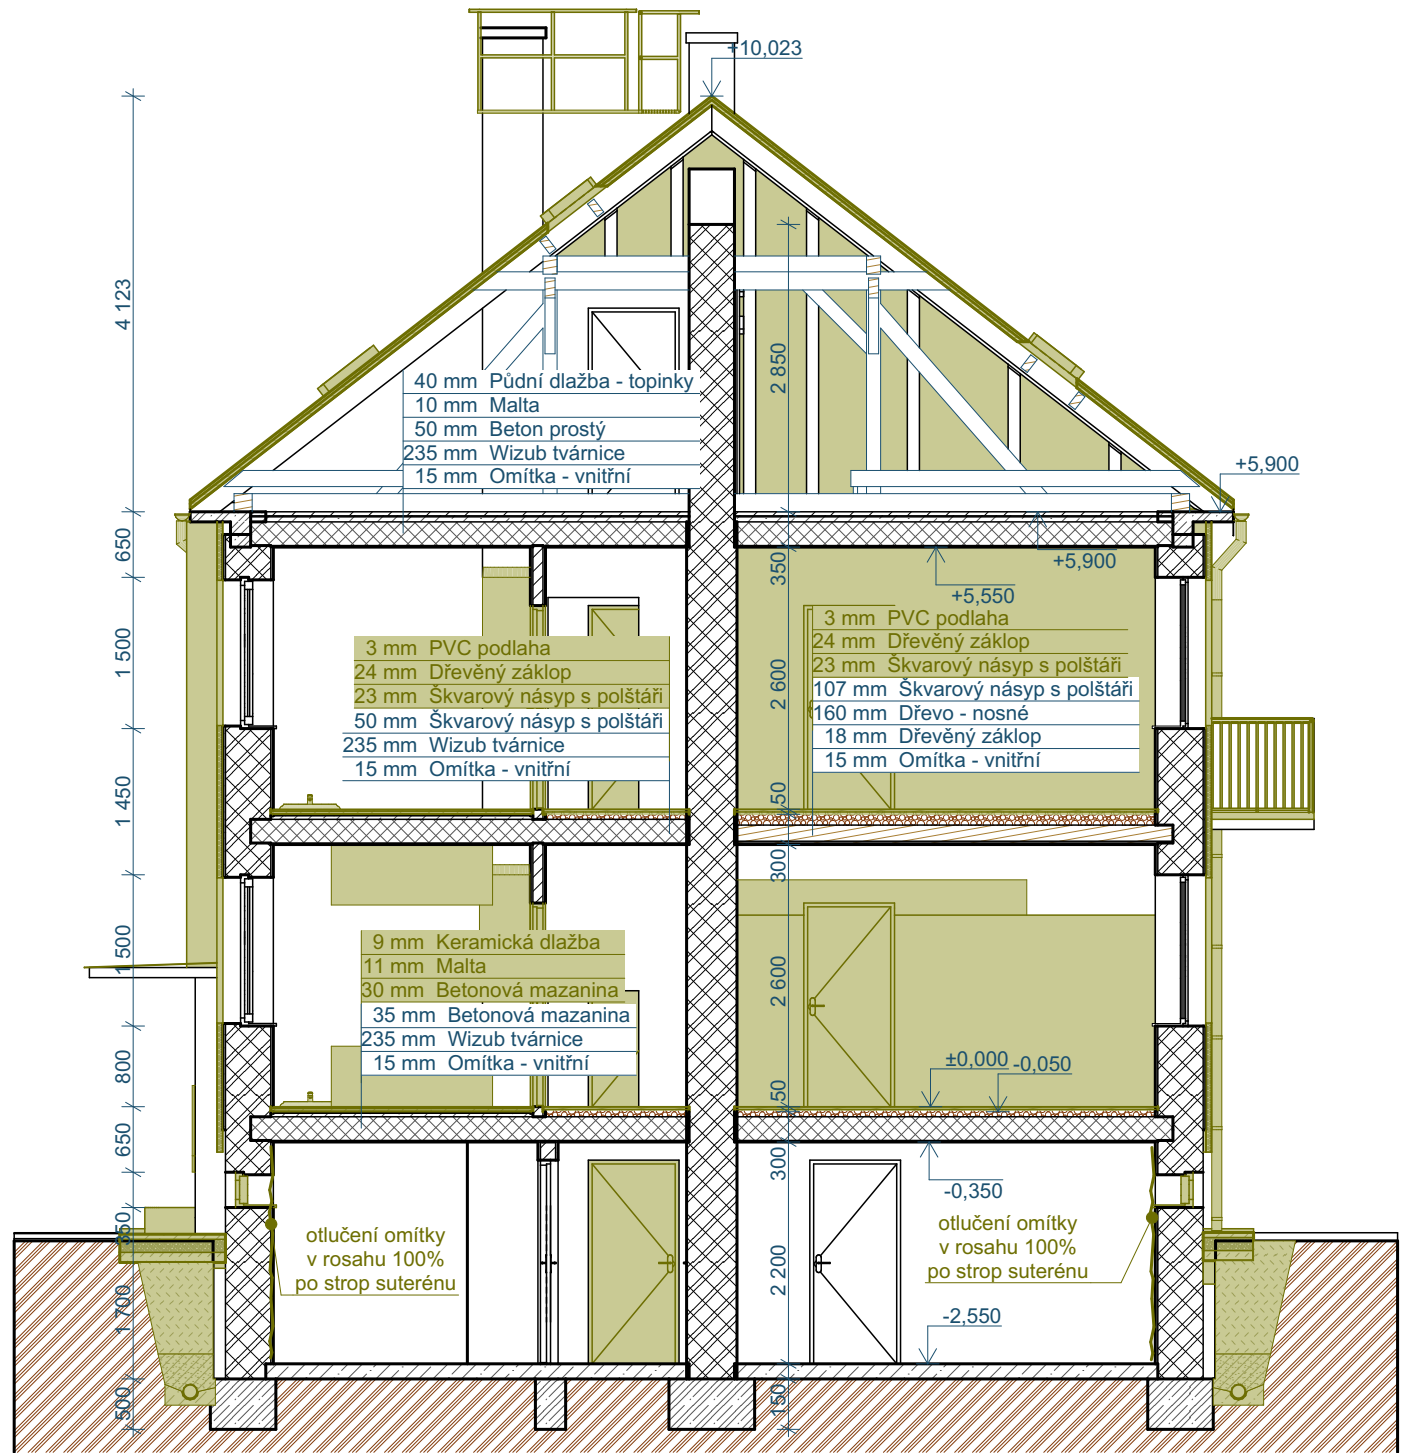 +10,023
4 123
2 850
40 mm Půdní dlažba - topinky
10 mm Malta
50 mm Beton prostý
235 mm Wizub tvárnice
15 mm Omítka - vnitřní
+5,900
650
350
+5,900
+5,550
1 500
2 600
3 mm PVC podlaha
24 mm Dřevěný záklop
23 mm Škvarový násyp s polštáři
50 mm Škvarový násyp s polštáři
235 mm Wizub tvárnice
15 mm Omítka - vnitřní
3 mm PVC podlaha
24 mm Dřevěný záklop
23 mm Škvarový násyp s polštáři
107 mm Škvarový násyp s polštáři
160 mm Dřevo - nosné
18 mm Dřevěný záklop
15 mm Omítka - vnitřní
1 450
50
300
1 500
2 600
9 mm Keramická dlažba
11 mm Malta
30 mm Betonová mazanina
35 mm Betonová mazanina
235 mm Wizub tvárnice
15 mm Omítka - vnitřní
800
±0,000
-0,050
50
650
300
-0,350
350
otlučení omítky
v rosahu 100%
po strop suterénu
otlučení omítky
v rosahu 100%
po strop suterénu
1 700
2 200
-2,550
500
150